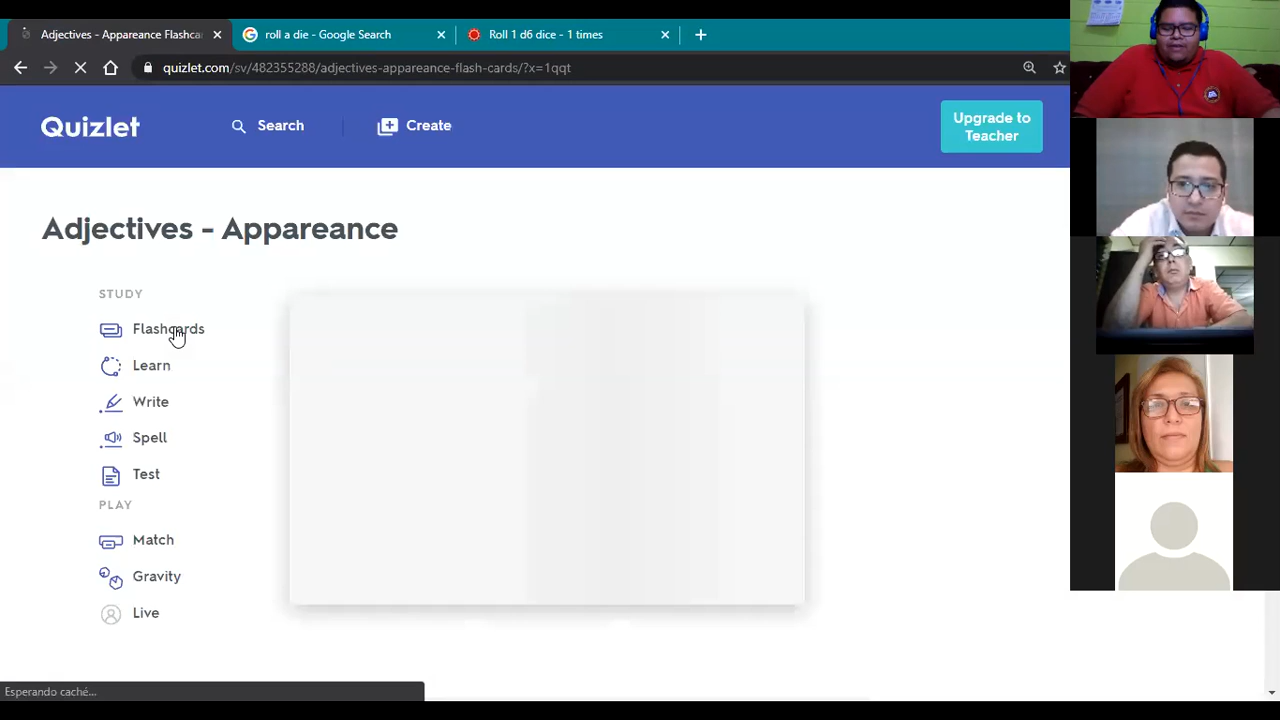 Adjectives - Appareance Flashca
roll a die - Google Search
Roll 1 d6 dice - 1 times
quizlet.com/sv/482355288/adjectives-appareance-flash-cards/?x=1qqt
Quizlet
Search
Create
Upgrade to
Teacher
Adjectives - Appareance
STUDY
Flashcards
Learn
Write
Spell
Test
PLAY
Match
Gravity
Live
Esperando caché...